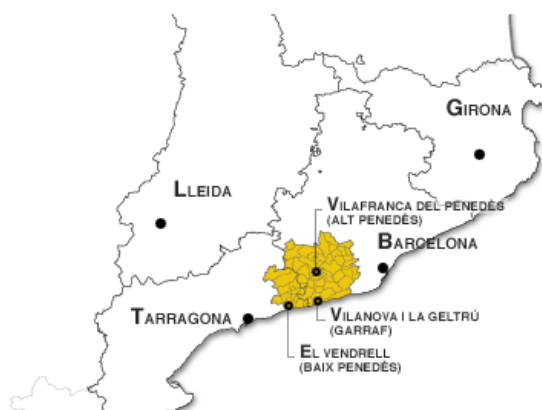 GIRONA
LLEIDA
VILAFRANCA DEL PENEDÈS
(ALT PENEDÈS)
BARCELONA
TARRAGONA
VILANOVA I LA GELTRÚ
(GARRAF)
EL VENDRELL
(BAIX PENEDÈS)